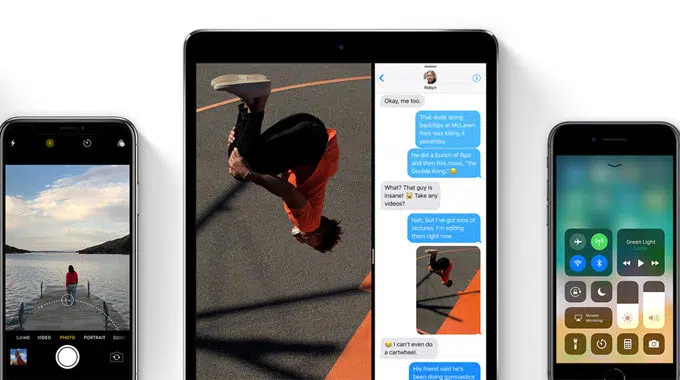 SLO-MO VIDEO PHOTO PORTRAIT
Robyn
Okay, me too.
That dude doing
backflips at McLaren
Park was killing it
yesterday.
He did a bunch of flips
and then this move, “the
Double Kong.”
What? That guy is
insane! 😹 Take any
videos?
Nah, but I’ve got tons of
pictures. I’m editing
them right now.
😂 I can’t even do
a cartwheel.
His friend said he’s
been doing gymnastics
Green Light
Screen
Mirroring